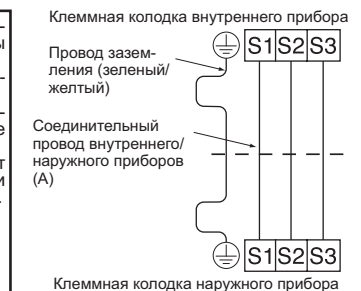 Клеммная колодка внутреннего прибора
S1 S2 S3
Провод зазем-
ления (зеленый/
желтый)
Соединительный
провод внутреннего/
наружного приборов
(A)
S1 S2 S3
Клеммная колодка наружного прибора